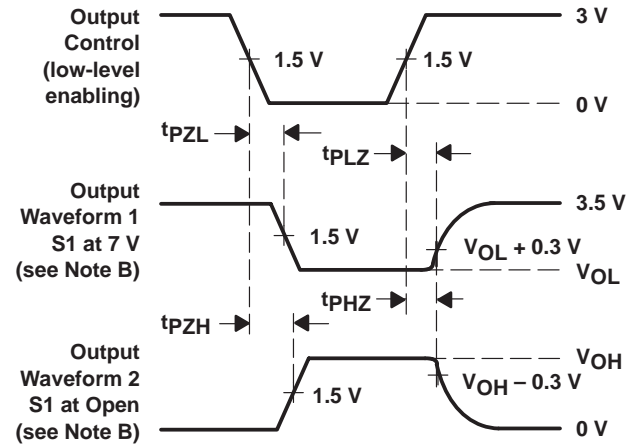 Output
Control
(low-level
enabling)
3 V
1.5 V
1.5 V
0 V
tPZL
tPLZ
Output
Waveform 1
S1 at 7 V
(see Note B)
3.5 V
1.5 V
VOL + 0.3 V
VOL
tPHZ
tPZH
Output
Waveform 2
S1 at Open
(see Note B)
VOH
1.5 V
VOH – 0.3 V
0 V